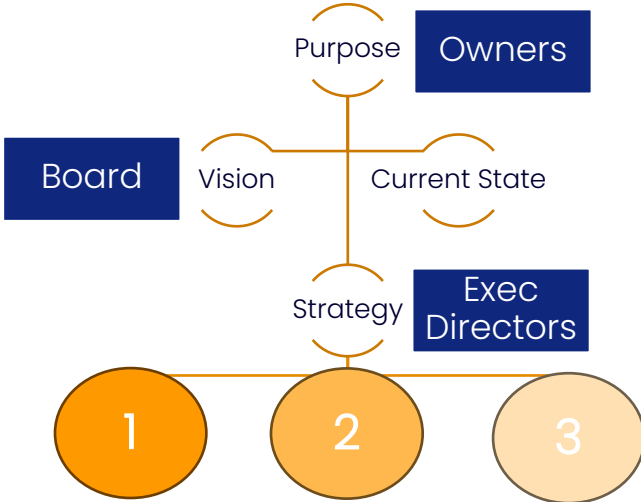 Purpose
Owners
Board
Vision
Current State
Strategy
Exec
Directors
1
2
3